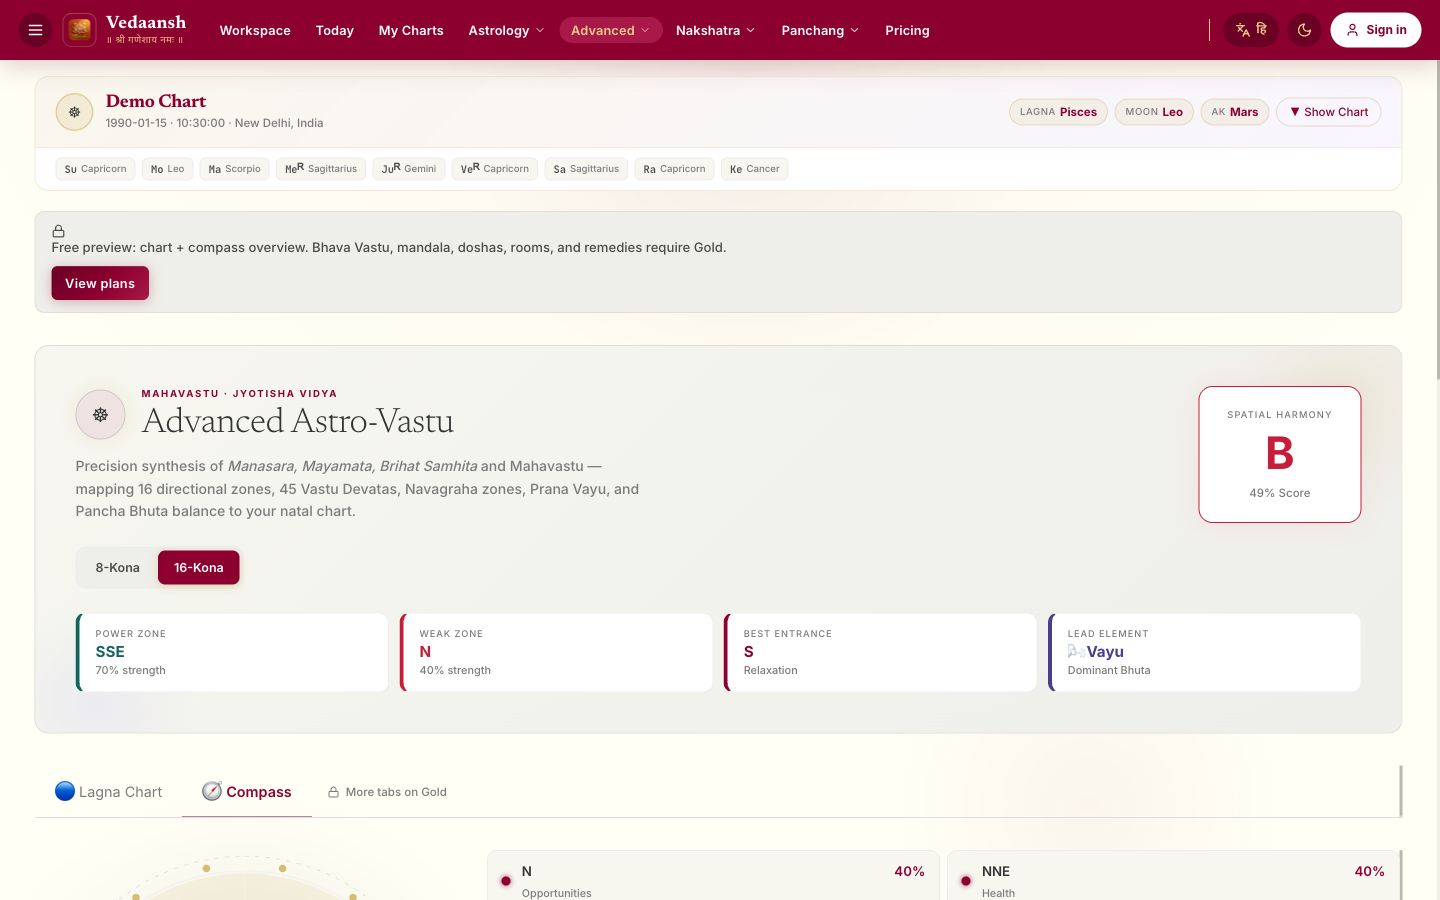 Vedaansh
॥ श्री गणेशाय नमः ॥
Workspace
Today
My Charts
Astrology
Advanced
Nakshatra
Panchang
Pricing
हि
Sign in
Demo Chart
1990-01-15 · 10:30:00 · New Delhi, India
LAGNA Pisces
MOON Leo
AK Mars
▼ Show Chart
Su Capricorn
Mo Leo
Ma Scorpio
MeR Sagittarius
JuR Gemini
VeR Capricorn
Sa Sagittarius
Ra Capricorn
Ke Cancer
Free preview: chart + compass overview. Bhava Vastu, mandala, doshas, rooms, and remedies require Gold.
View plans
MAHAVASTU · JYOTISHA VIDYA
Advanced Astro-Vastu
Precision synthesis of Manasara, Mayamata, Brihat Samhita and Mahavastu —
mapping 16 directional zones, 45 Vastu Devatas, Navagraha zones, Prana Vayu, and
Pancha Bhuta balance to your natal chart.
SPATIAL HARMONY
B
49% Score
8-Kona
16-Kona
POWER ZONE
SSE
70% strength
WEAK ZONE
N
40% strength
BEST ENTRANCE
S
Relaxation
LEAD ELEMENT
Vayu
Dominant Bhuta
Lagna Chart
Compass
More tabs on Gold
N
40%
Opportunities
NNE
40%
Health